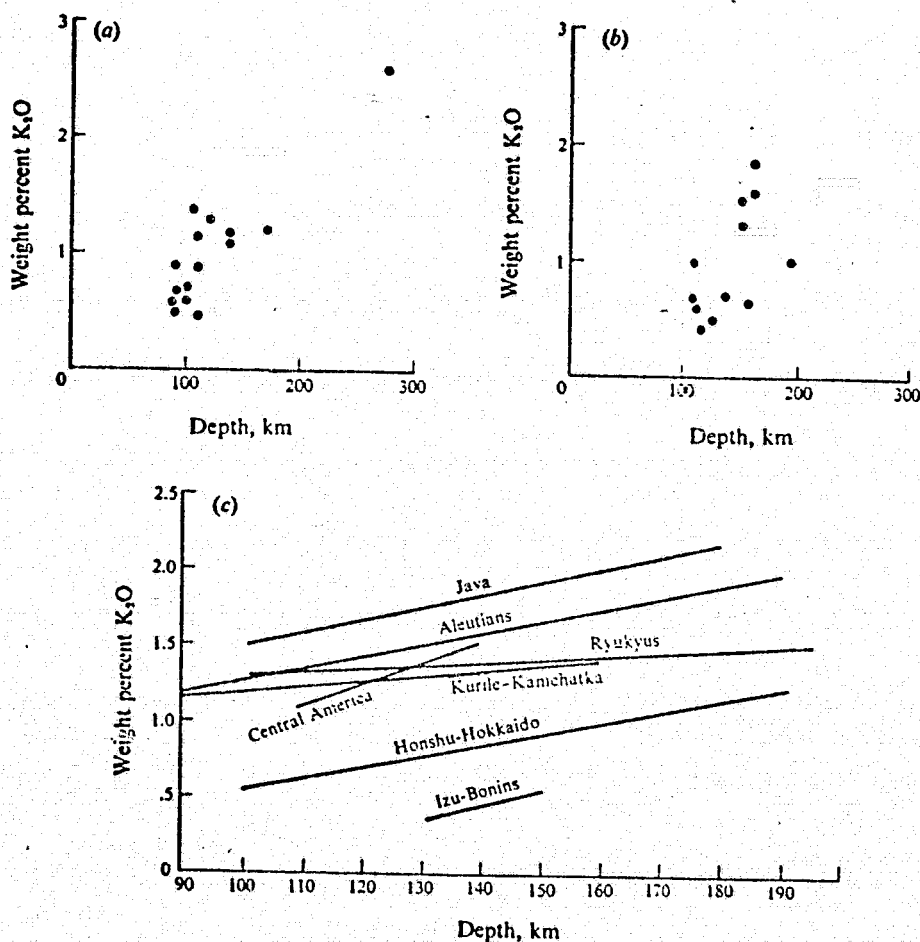 (a)
3
2
1
0
100
200
300
Weight percent K₂O
Depth, km
(b)
3
2
1
0
100
200
300
Weight percent K₂O
Depth, km
(c)
2.5
2.0
1.5
1.0
.5
0
Weight percent K₂O
Java
Aleutians
Ryukyus
Kurile-Kamchatka
Central America
Honshu-Hokkaido
Izu-Bonins
90 100 110 120 130 140 150 160 170 180 190
Depth, km